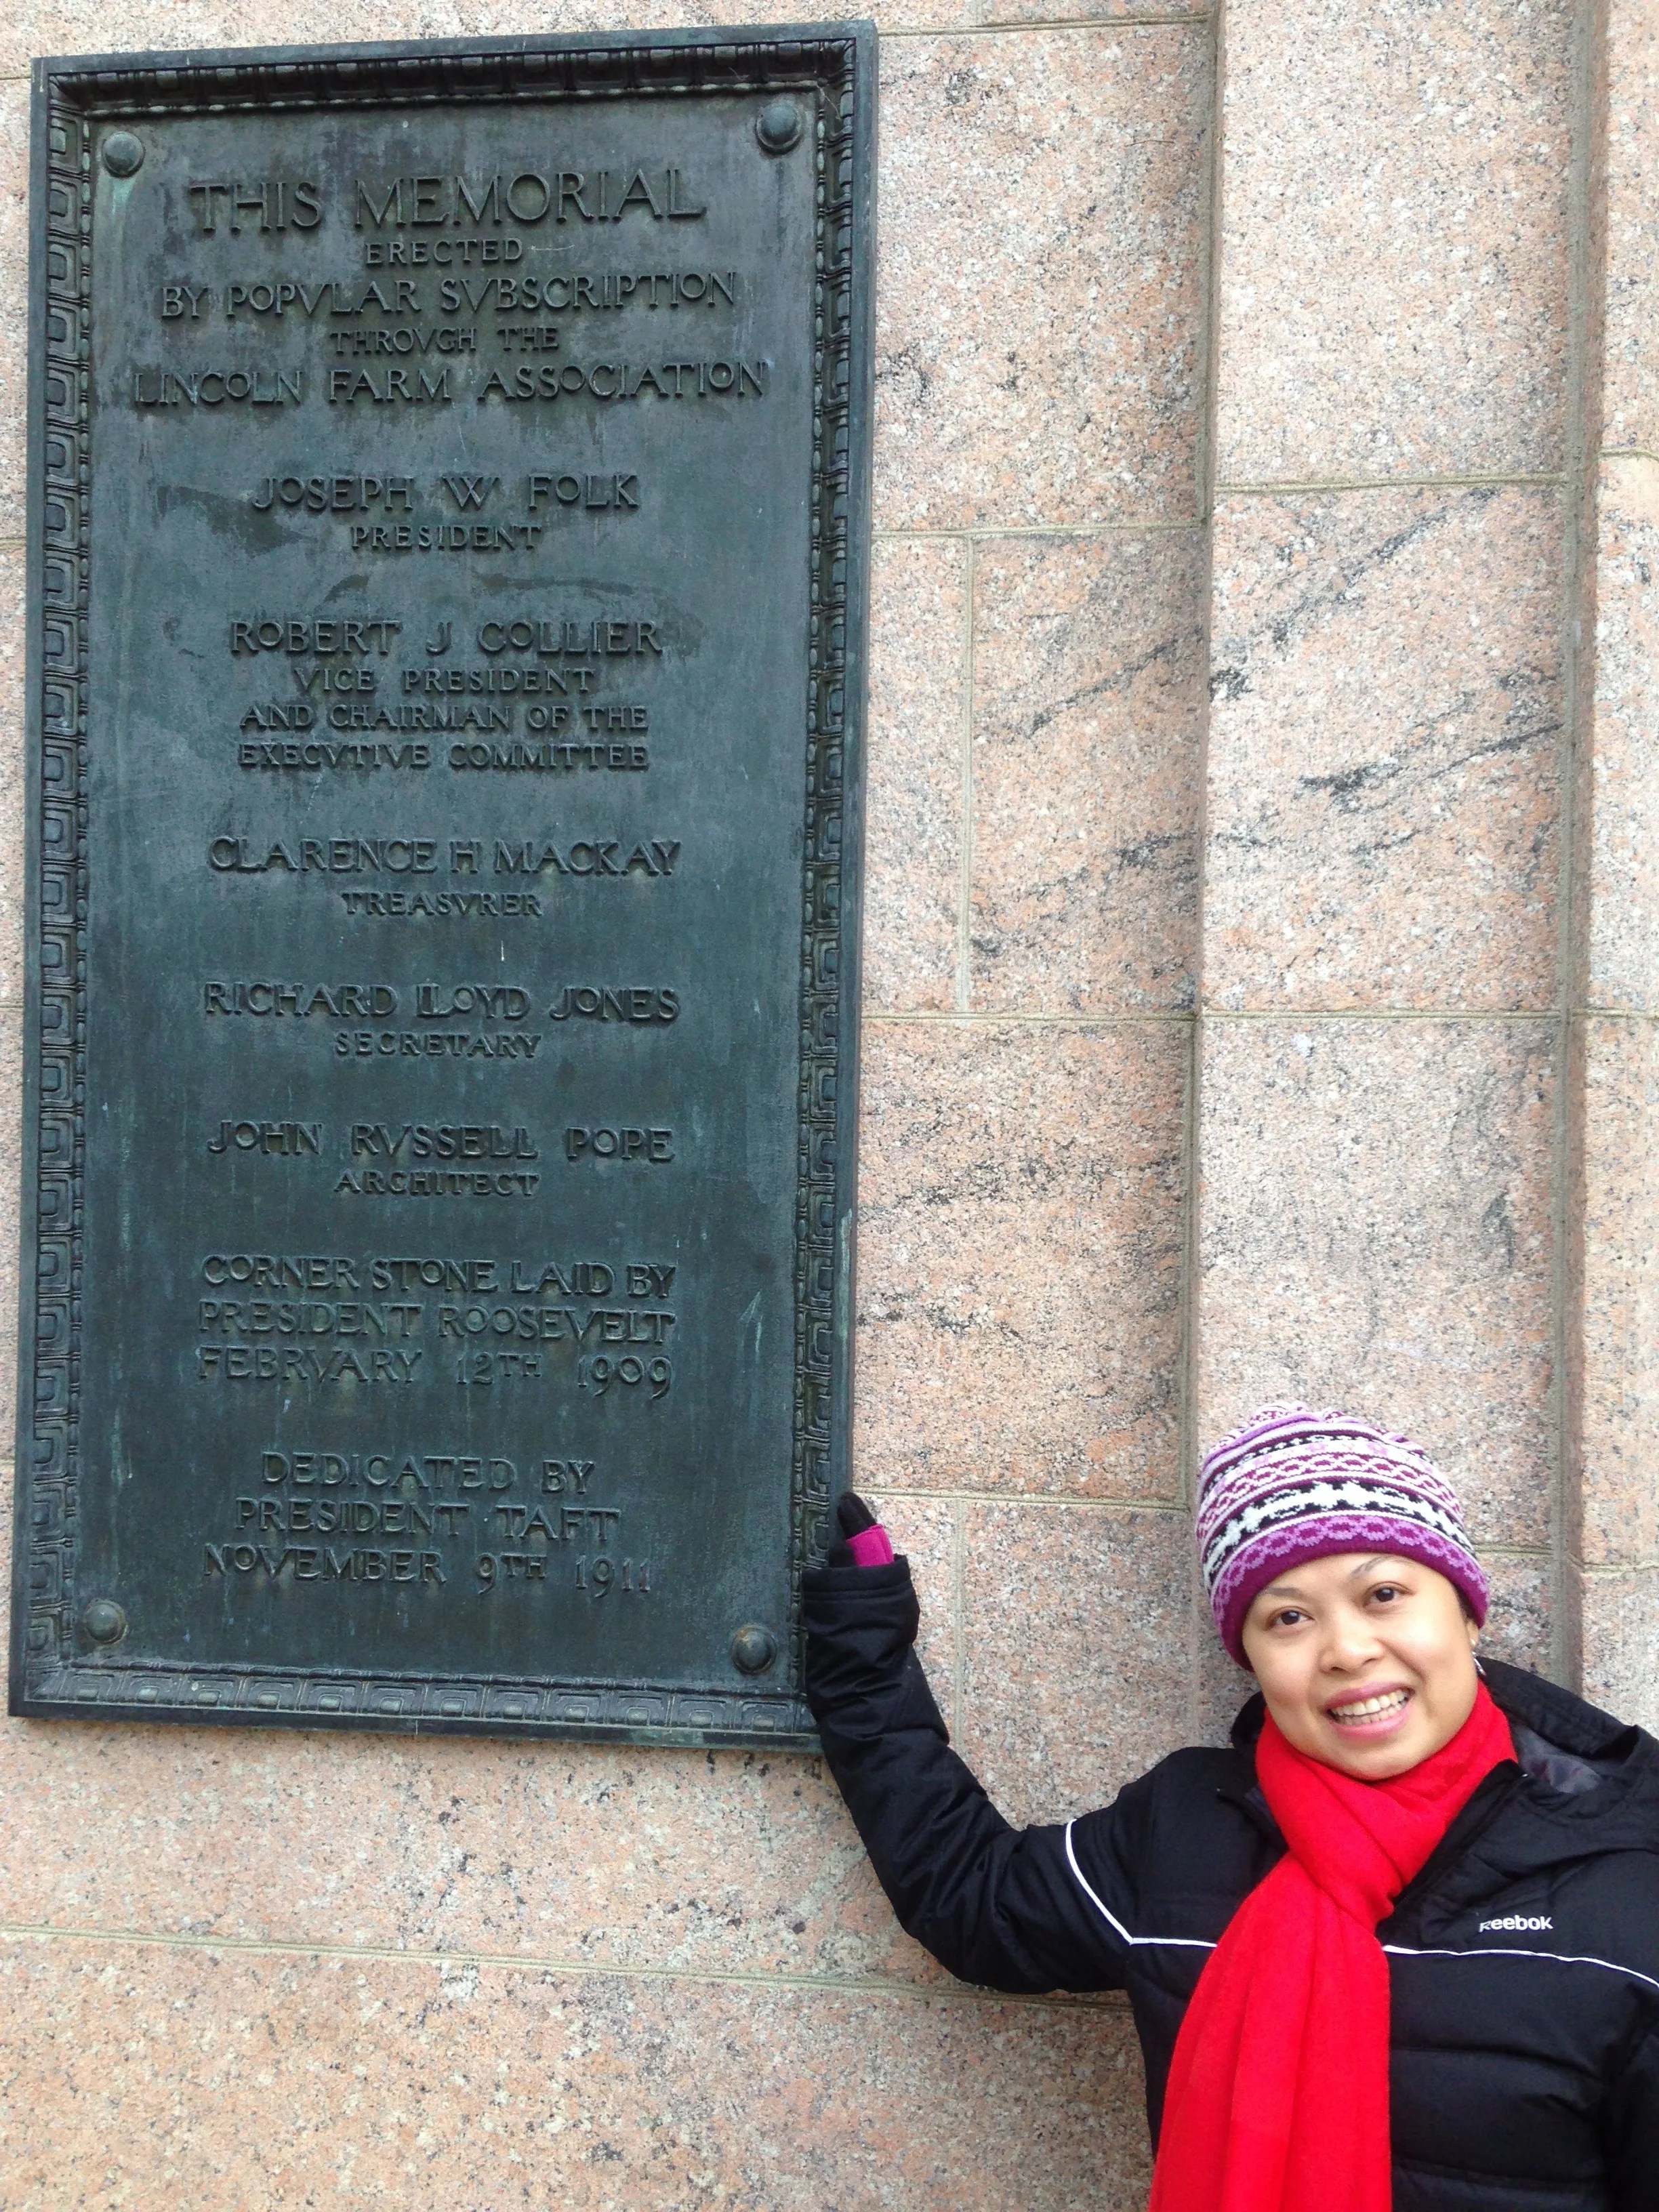 THIS MEMORIAL
ERECTED
BY POPVLAR SVBSCRIPTION
THROVGH THE
LINCOLN FARM ASSOCIATION
JOSEPH W FOLK
PRESIDENT
ROBERT J COLLIER
VICE PRESIDENT
AND CHAIRMAN OF THE
EXECVTIVE COMMITTEE
CLARENCE H MACKAY
TREASVRER
RICHARD LLOYD JONES
SECRETARY
JOHN RVSSELL POPE
ARCHITECT
CORNER STONE LAID BY
PRESIDENT ROOSEVELT
FEBRVARY 12TH 1909
DEDICATED BY
PRESIDENT TAFT
NOVEMBER 9TH 1911
Reebok